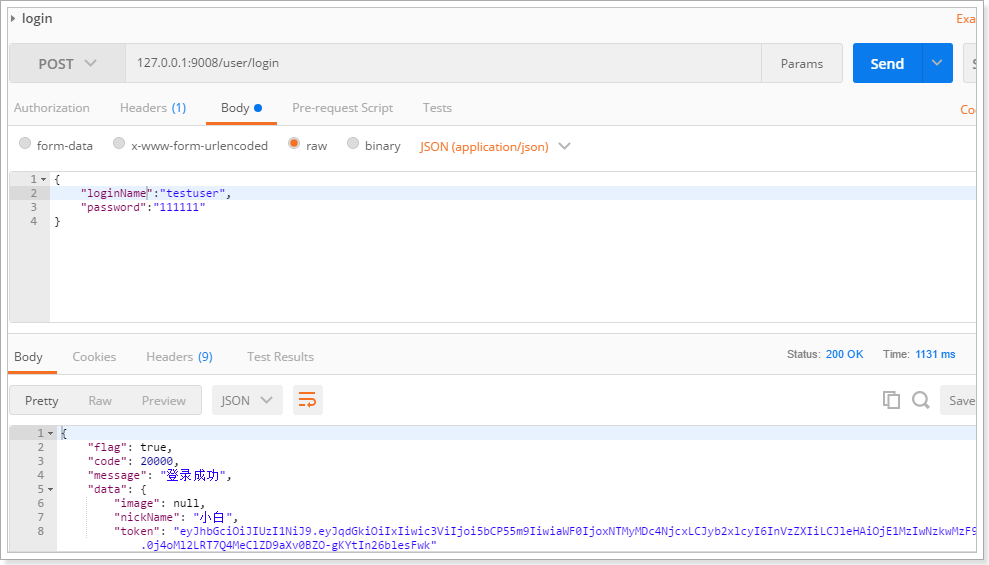 login
Exa
POST 127.0.0.1:9008/user/login Params Send
Authorization Headers (1) Body Pre-request Script Tests Co
form-data x-www-form-urlencoded raw binary JSON (application/json)
1 {
2 "loginName":"testuser",
3 "password":"111111"
4 }
Body Cookies Headers (9) Test Results Status: 200 OK Time: 1131 ms
Pretty Raw Preview JSON Save
1 {
2 "flag": true,
3 "code": 20000,
4 "message": "登录成功",
5 "data": {
6 "image": null,
7 "nickName": "小白",
8 "token": "eyJhbGciOiJIUzI1NiJ9.eyJqdGkiOiIxIiwic3ViIjoi5bCP55m9IiwiaWF0IjoxNTMyMDc4NjcxLCJyb2xlcyI6InVzZXIiLCJleHAiOjE1MzIwNzkwMzF9
.0j4oMl2LRT7Q4MeClZD9aXv0BZO-gKYtIn26blesFwk"